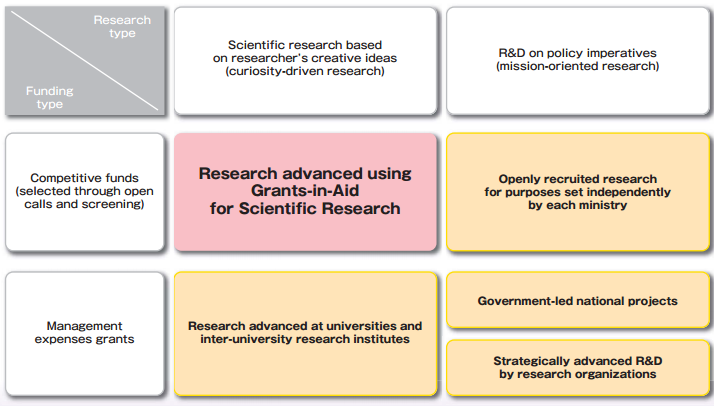 Research
type
Funding
type
Scientific research based
on researcher's creative ideas
(curiosity-driven research)
R&D on policy imperatives
(mission-oriented research)
Competitive funds
(selected through open
calls and screening)
Research advanced using
Grants-in-Aid
for Scientific Research
Openly recruited research
for purposes set independently
by each ministry
Management
expenses grants
Research advanced at universities and
inter-university research institutes
Government-led national projects
Strategically advanced R&D
by research organizations